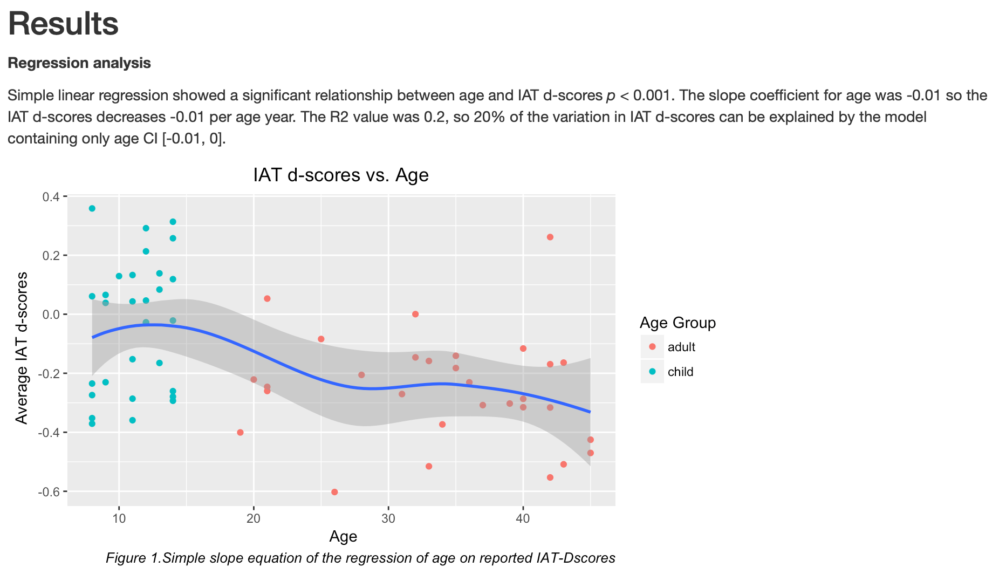 Results
Regression analysis
Simple linear regression showed a significant relationship between age and IAT d-scores p < 0.001. The slope coefficient for age was -0.01 so the
IAT d-scores decreases -0.01 per age year. The R2 value was 0.2, so 20% of the variation in IAT d-scores can be explained by the model
containing only age CI [-0.01, 0].
IAT d-scores vs. Age
Average IAT d-scores
0.4
0.2
0.0
-0.2
-0.4
-0.6
10 20 30 40
Age
Age Group
adult
child
Figure 1.Simple slope equation of the regression of age on reported IAT-Dscores